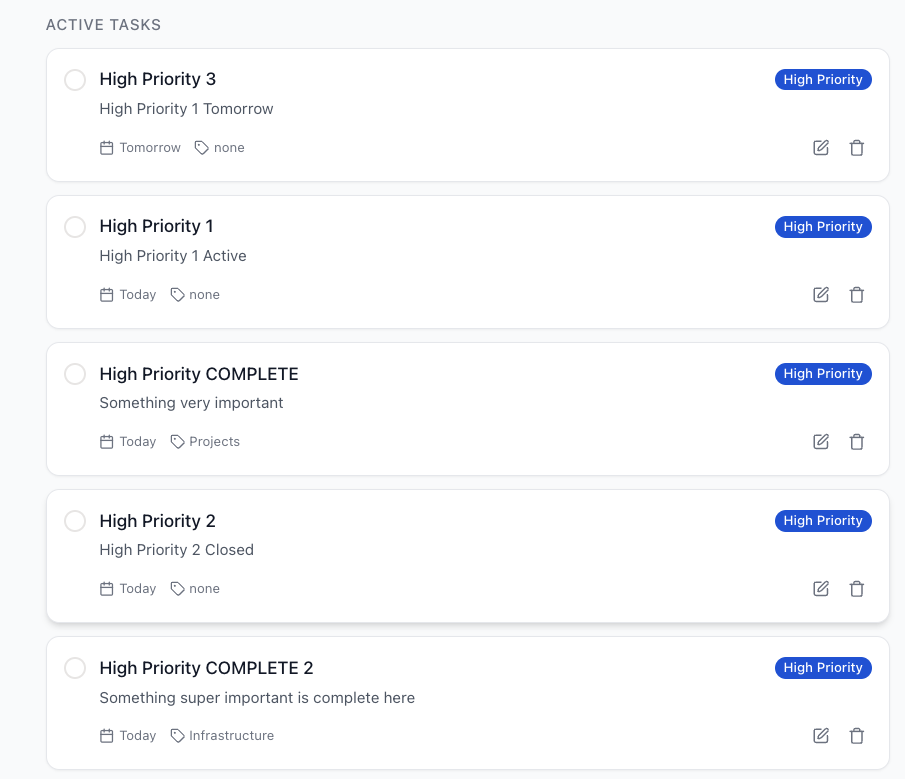 ACTIVE TASKS
High Priority 3 High Priority
High Priority 1 Tomorrow
Tomorrow none
High Priority 1 High Priority
High Priority 1 Active
Today none
High Priority COMPLETE High Priority
Something very important
Today Projects
High Priority 2 High Priority
High Priority 2 Closed
Today none
High Priority COMPLETE 2 High Priority
Something super important is complete here
Today Infrastructure